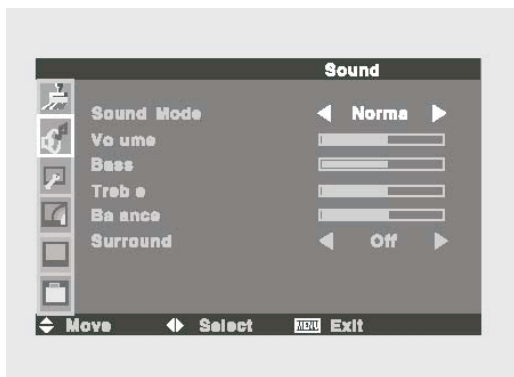 Sound
Sound Mode Norma
Vo ume
Bass
Treb e
Ba ance
Surround Off
Move Select MENU Exit